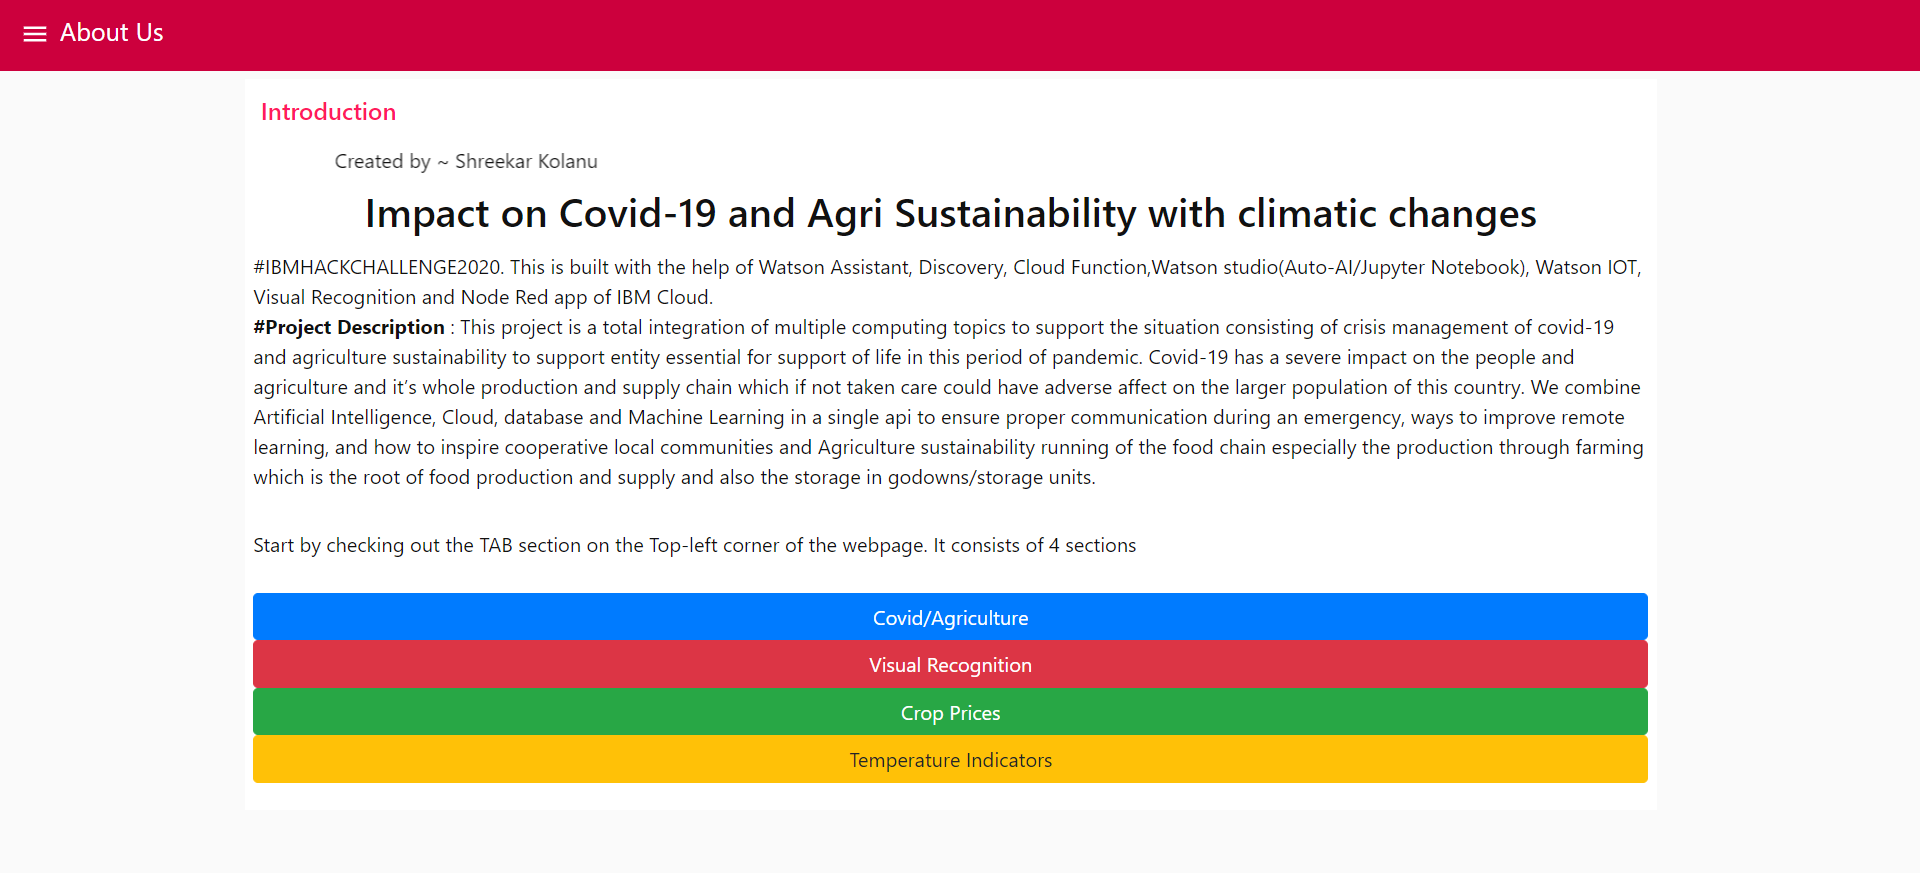 About Us
Introduction
Created by ~ Shreekar Kolanu
Impact on Covid-19 and Agri Sustainability with climatic changes
#IBMHACKCHALLENGE2020. This is built with the help of Watson Assistant, Discovery, Cloud Function,Watson studio(Auto-AI/Jupyter Notebook), Watson IOT,
Visual Recognition and Node Red app of IBM Cloud.
#Project Description : This project is a total integration of multiple computing topics to support the situation consisting of crisis management of covid-19
and agriculture sustainability to support entity essential for support of life in this period of pandemic. Covid-19 has a severe impact on the people and
agriculture and it’s whole production and supply chain which if not taken care could have adverse affect on the larger population of this country. We combine
Artificial Intelligence, Cloud, database and Machine Learning in a single api to ensure proper communication during an emergency, ways to improve remote
learning, and how to inspire cooperative local communities and Agriculture sustainability running of the food chain especially the production through farming
which is the root of food production and supply and also the storage in godowns/storage units.
Start by checking out the TAB section on the Top-left corner of the webpage. It consists of 4 sections
Covid/Agriculture
Visual Recognition
Crop Prices
Temperature Indicators